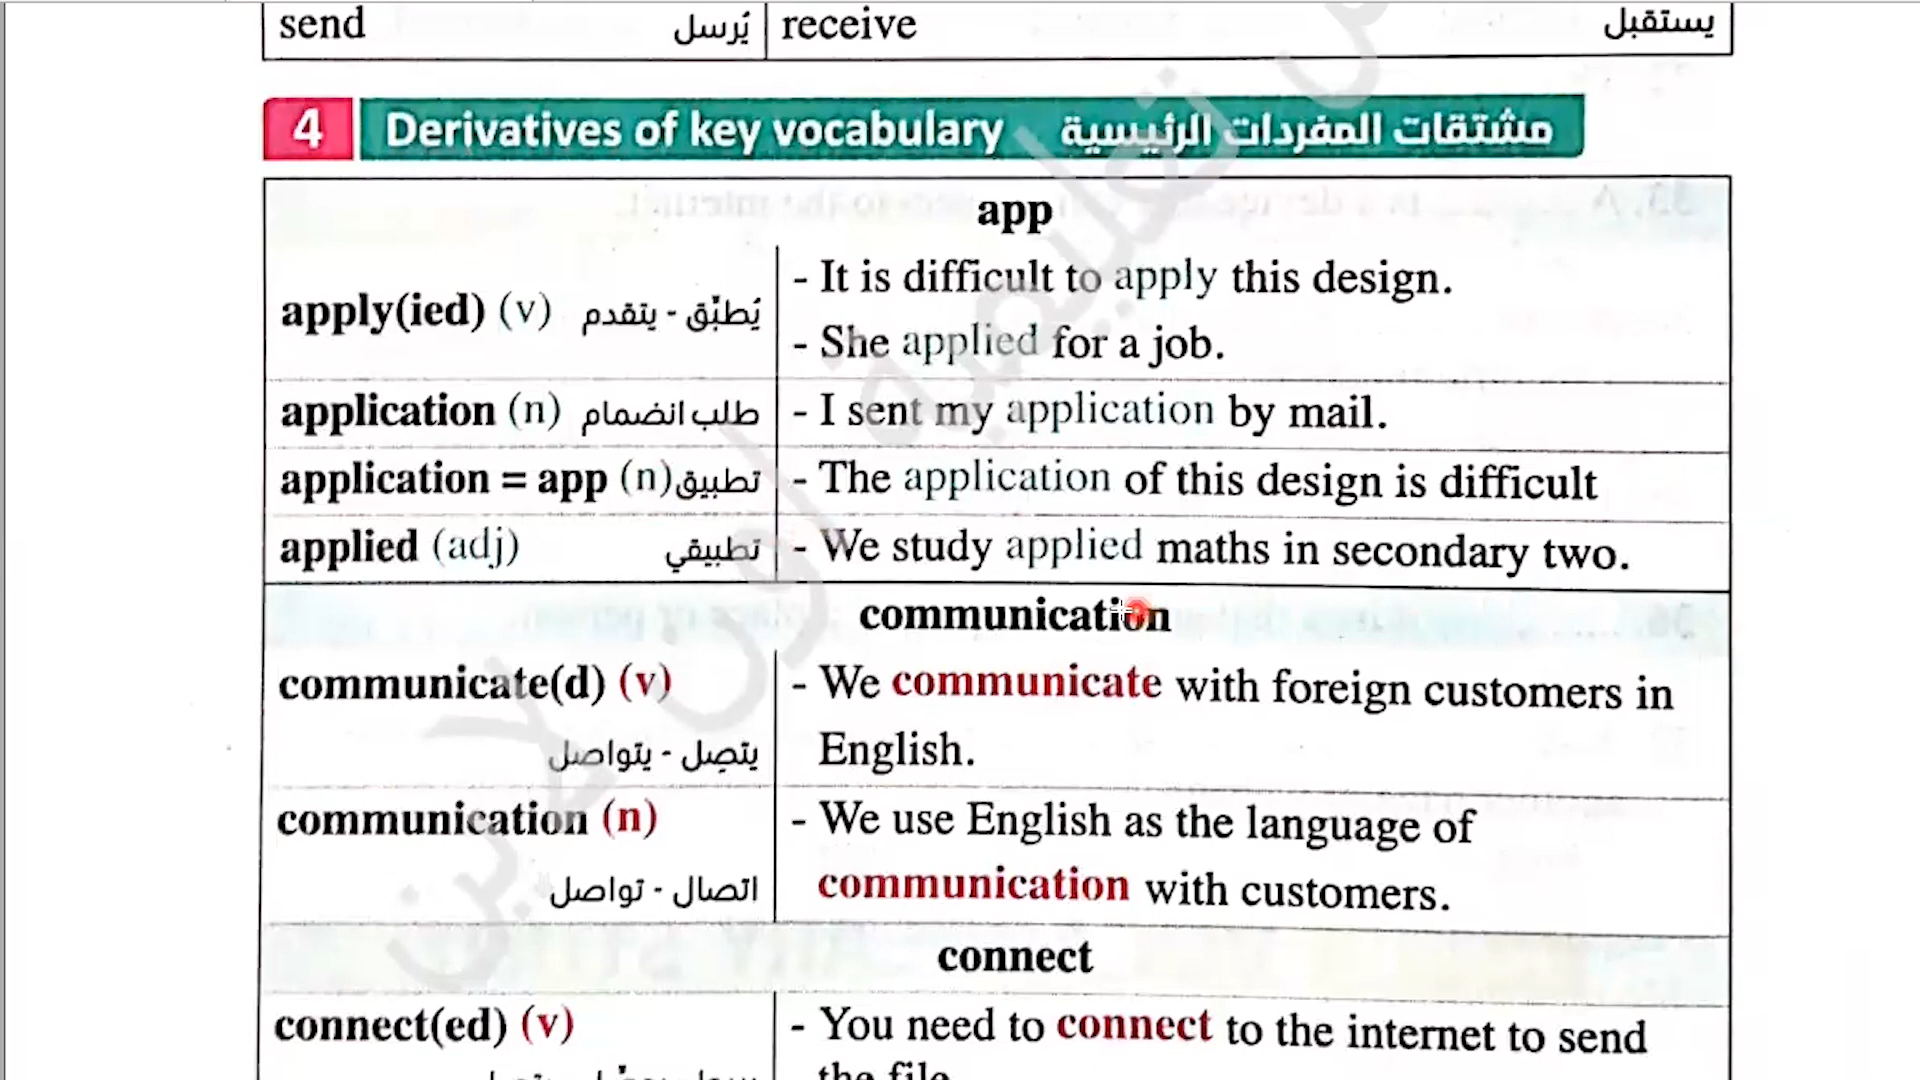 send يُرسل receive يستقبل
4 Derivatives of key vocabulary مشتقات المفردات الرئيسية
app
apply(ied) (v) يُطبِّق - يتقدم
- It is difficult to apply this design.
- She applied for a job.
application (n) طلب انضمام
- I sent my application by mail.
application = app (n) تطبيق
- The application of this design is difficult
applied (adj) تطبيقي
- We study applied maths in secondary two.
communication
communicate(d) (v)
يتصِل - يتواصل
- We communicate with foreign customers in
English.
communication (n)
اتصال - تواصل
- We use English as the language of
communication with customers.
connect
connect(ed) (v)
- You need to connect to the internet to send
the file